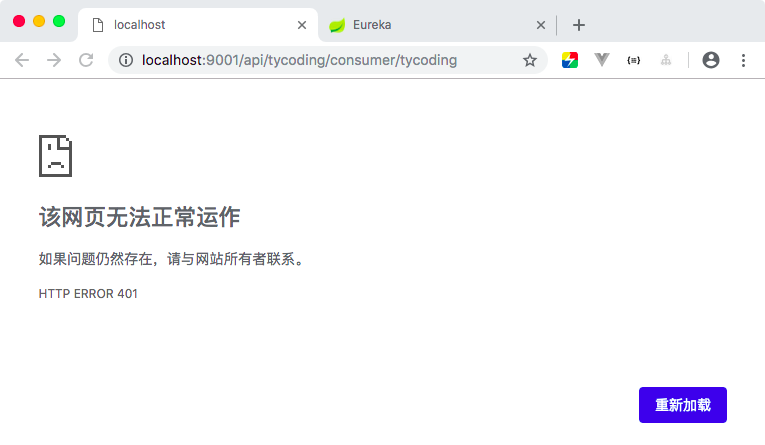 localhost
Eureka
localhost:9001/api/tycoding/consumer/tycoding
该网页无法正常运作
如果问题仍然存在，请与网站所有者联系。
HTTP ERROR 401
重新加载